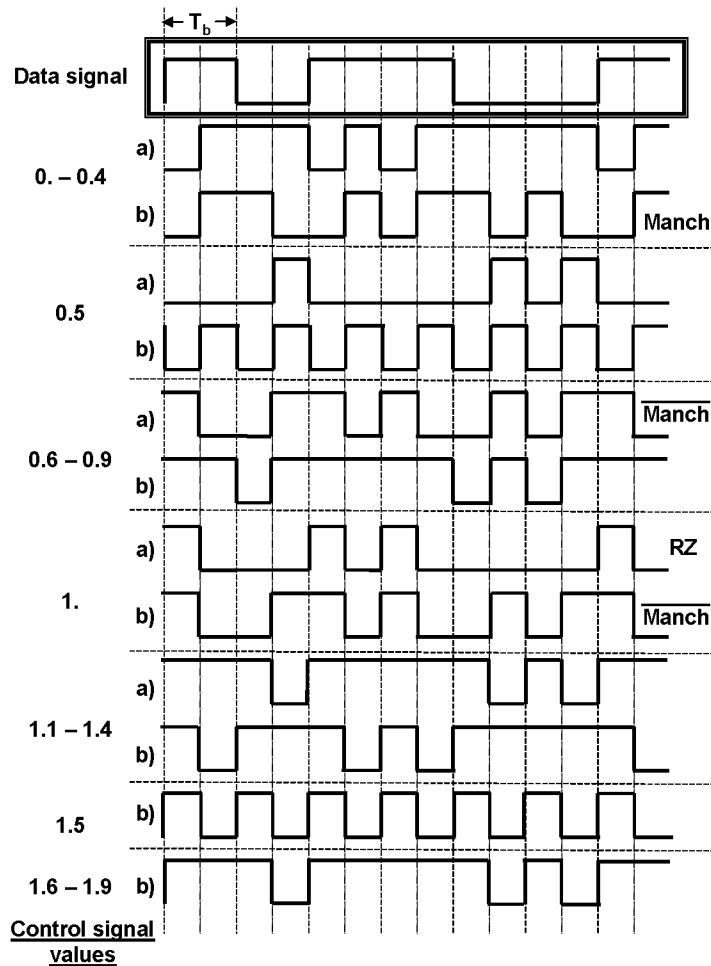 T_b
Data signal
a)
0. – 0.4
b)
Manch
a)
0.5
b)
a)
Manch
0.6 – 0.9
b)
a)
RZ
1.
b)
Manch
a)
1.1 – 1.4
b)
b)
1.5
b)
1.6 – 1.9
Control signal
values